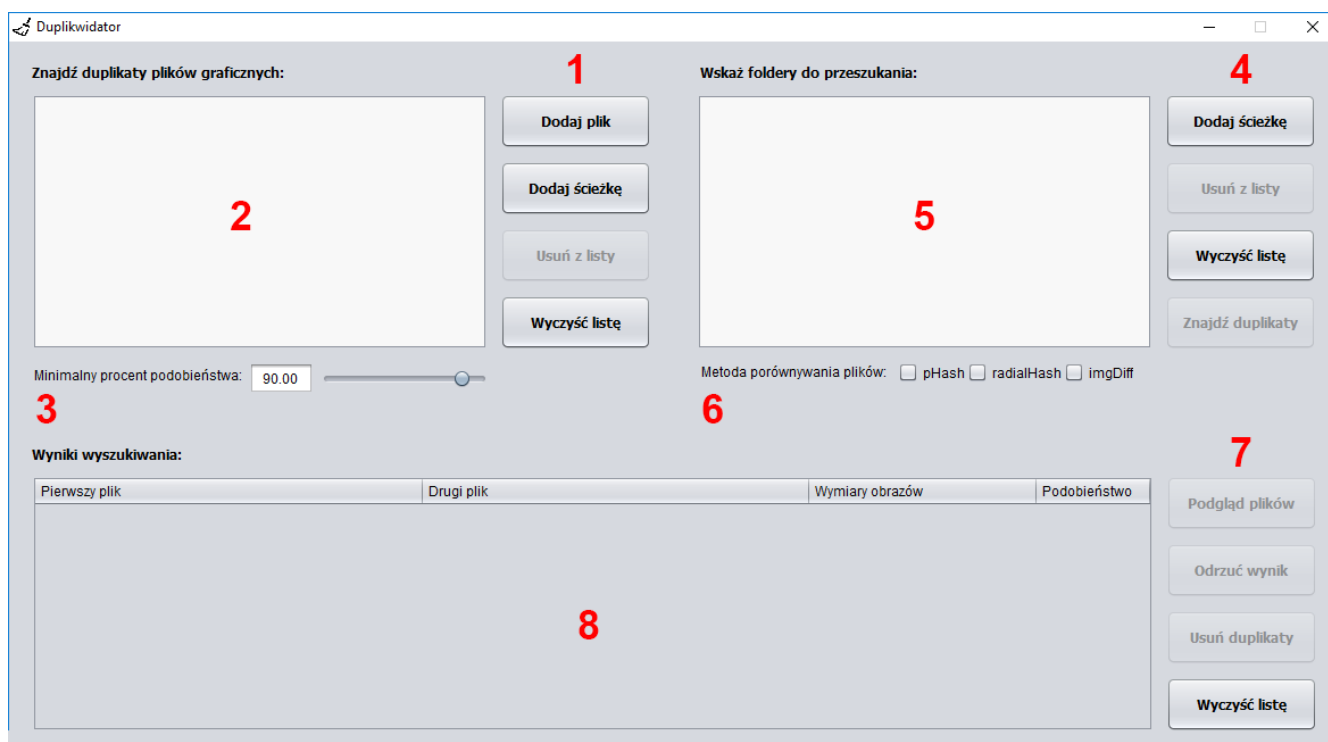 Duplikwidator
Znajdź duplikaty plików graficznych:
1
Dodaj plik
Dodaj ścieżkę
Usuń z listy
Wyczyść listę
2
Minimalny procent podobieństwa: 90.00
3
Wskaż foldery do przeszukania:
4
Dodaj ścieżkę
Usuń z listy
Wyczyść listę
Znajdź duplikaty
5
Metoda porównywania plików: pHash radialHash imgDiff
6
Wyniki wyszukiwania:
7
Pierwszy plik Drugi plik Wymiary obrazów Podobieństwo
8
Podgląd plików
Odrzuć wynik
Usuń duplikaty
Wyczyść listę